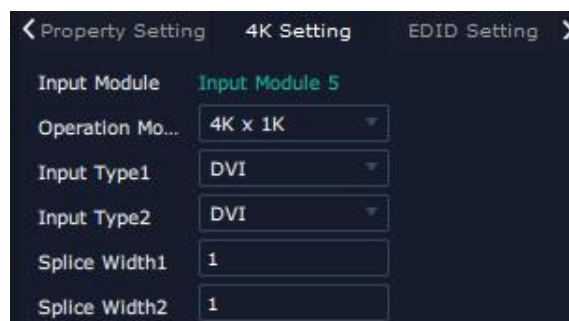 Property Setting 4K Setting EDID Setting
Input Module Input Module 5
Operation Mo... 4K x 1K
Input Type1 DVI
Input Type2 DVI
Splice Width1 1
Splice Width2 1